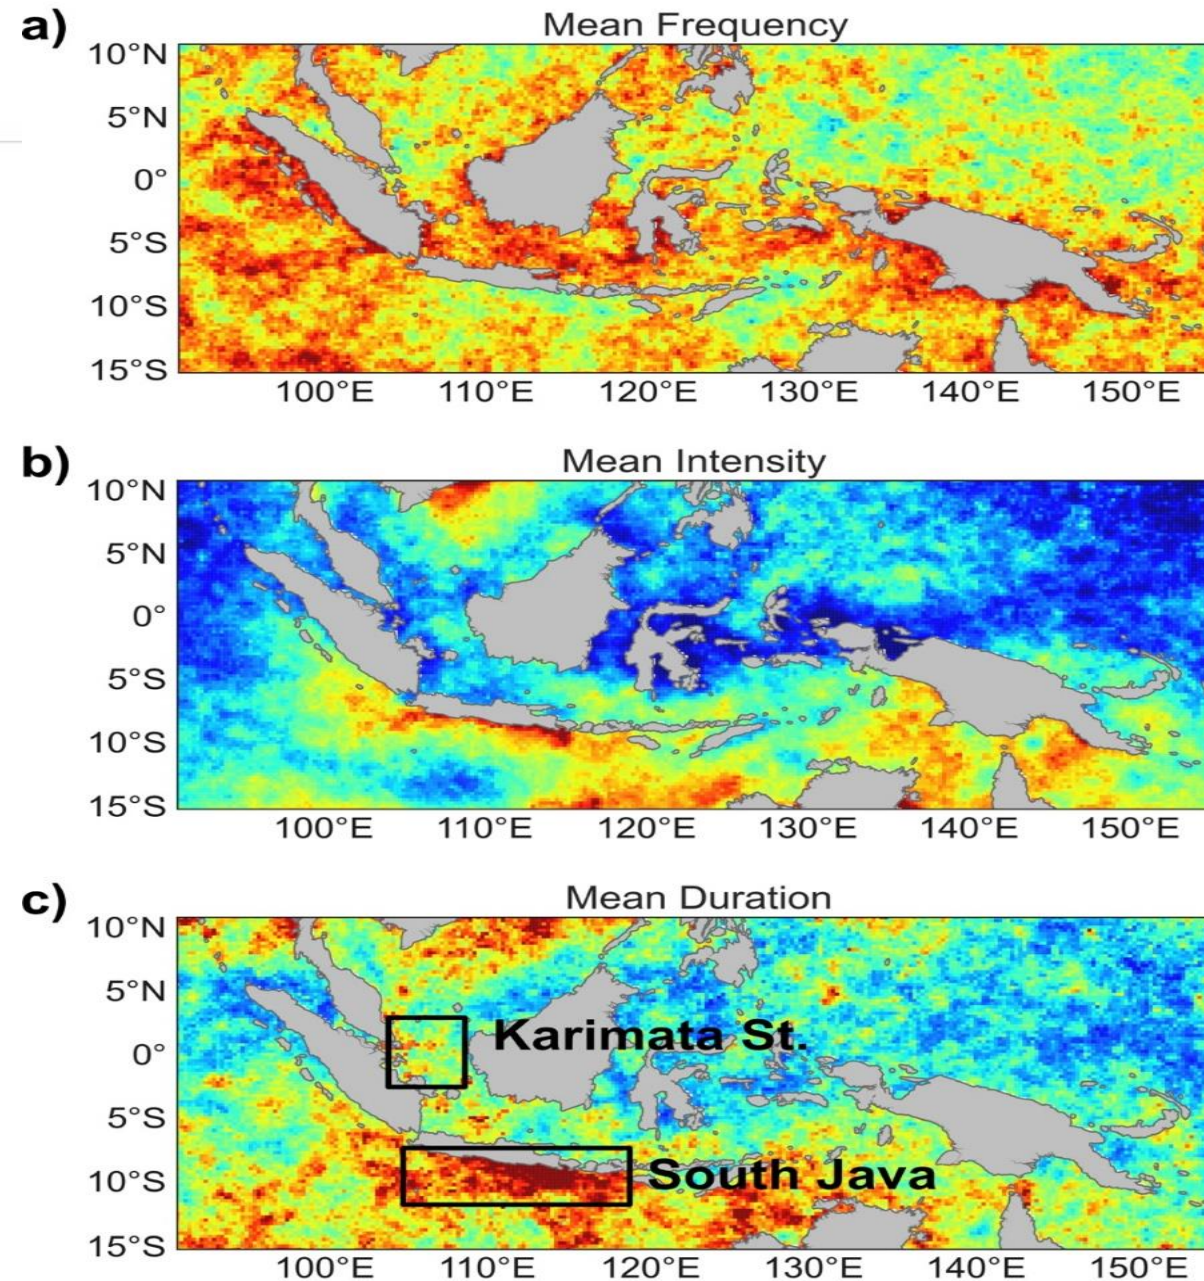 a)
Mean Frequency
10°N
5°N
0°
5°S
10°S
15°S
100°E 110°E 120°E 130°E 140°E 150°E
b)
Mean Intensity
10°N
5°N
0°
5°S
10°S
15°S
100°E 110°E 120°E 130°E 140°E 150°E
c)
Mean Duration
10°N
5°N
0°
Karimata St.
5°S
10°S
South Java
15°S
100°E 110°E 120°E 130°E 140°E 150°E